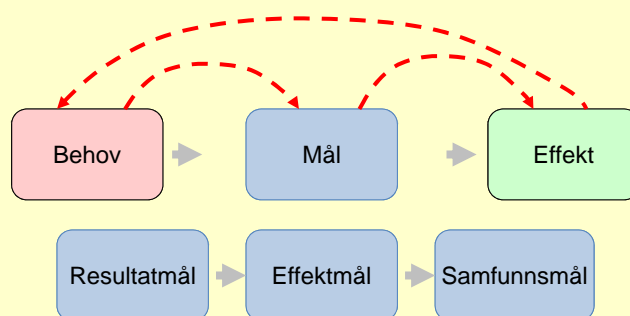 Behov
Mål
Effekt
Resultatmål
Effektmål
Samfunnsmål